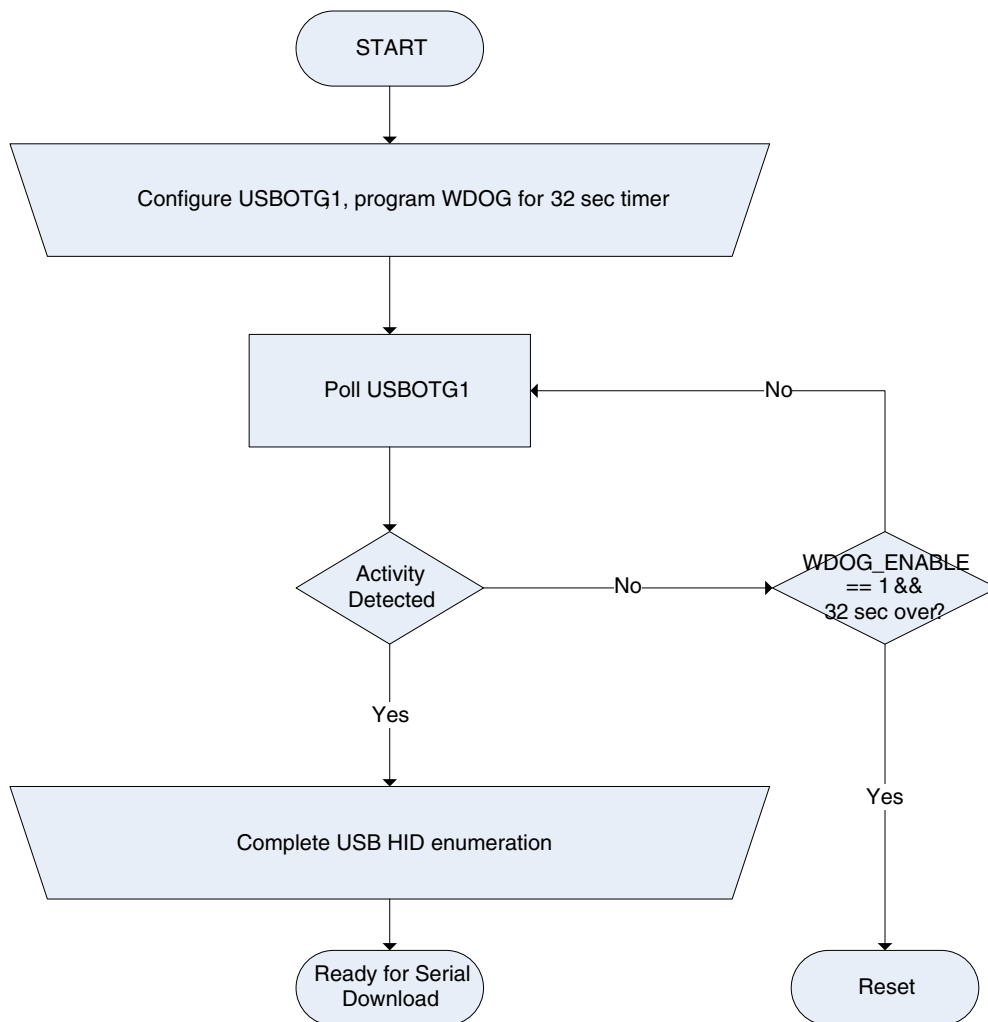 START
Configure USBOTG1, program WDOG for 32 sec timer
Poll USBOTG1
No
Activity
Detected
No
WDOG_ENABLE
== 1 &&
32 sec over?
Yes
Yes
Complete USB HID enumeration
Ready for Serial
Download
Reset